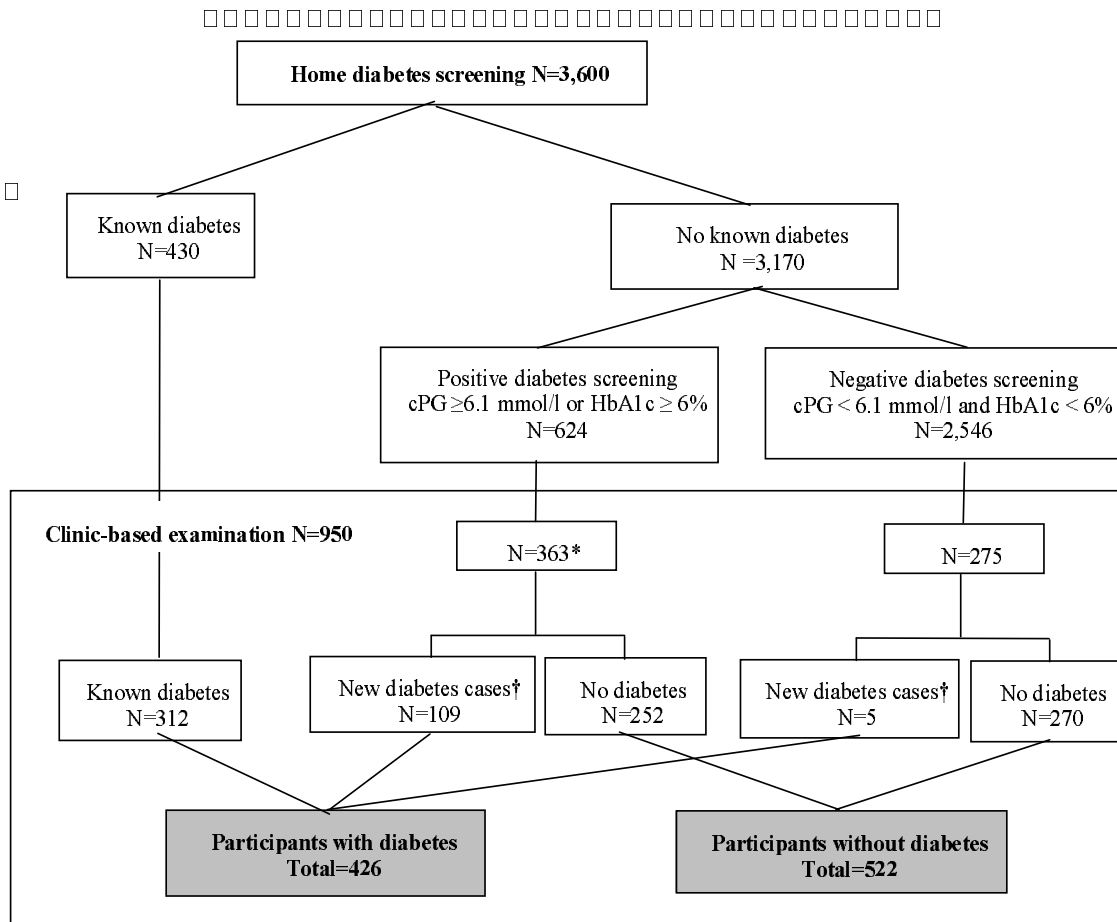 Home diabetes screening N=3,600
Known diabetes
N=430
No known diabetes
N =3,170
Positive diabetes screening
cPG ≥6.1 mmol/l or HbA1c ≥ 6%
N=624
Negative diabetes screening
cPG < 6.1 mmol/l and HbA1c < 6%
N=2,546
Clinic-based examination N=950
N=363*
N=275
Known diabetes
N=312
New diabetes cases†
N=109
No diabetes
N=252
New diabetes cases†
N=5
No diabetes
N=270
Participants with diabetes
Total=426
Participants without diabetes
Total=522